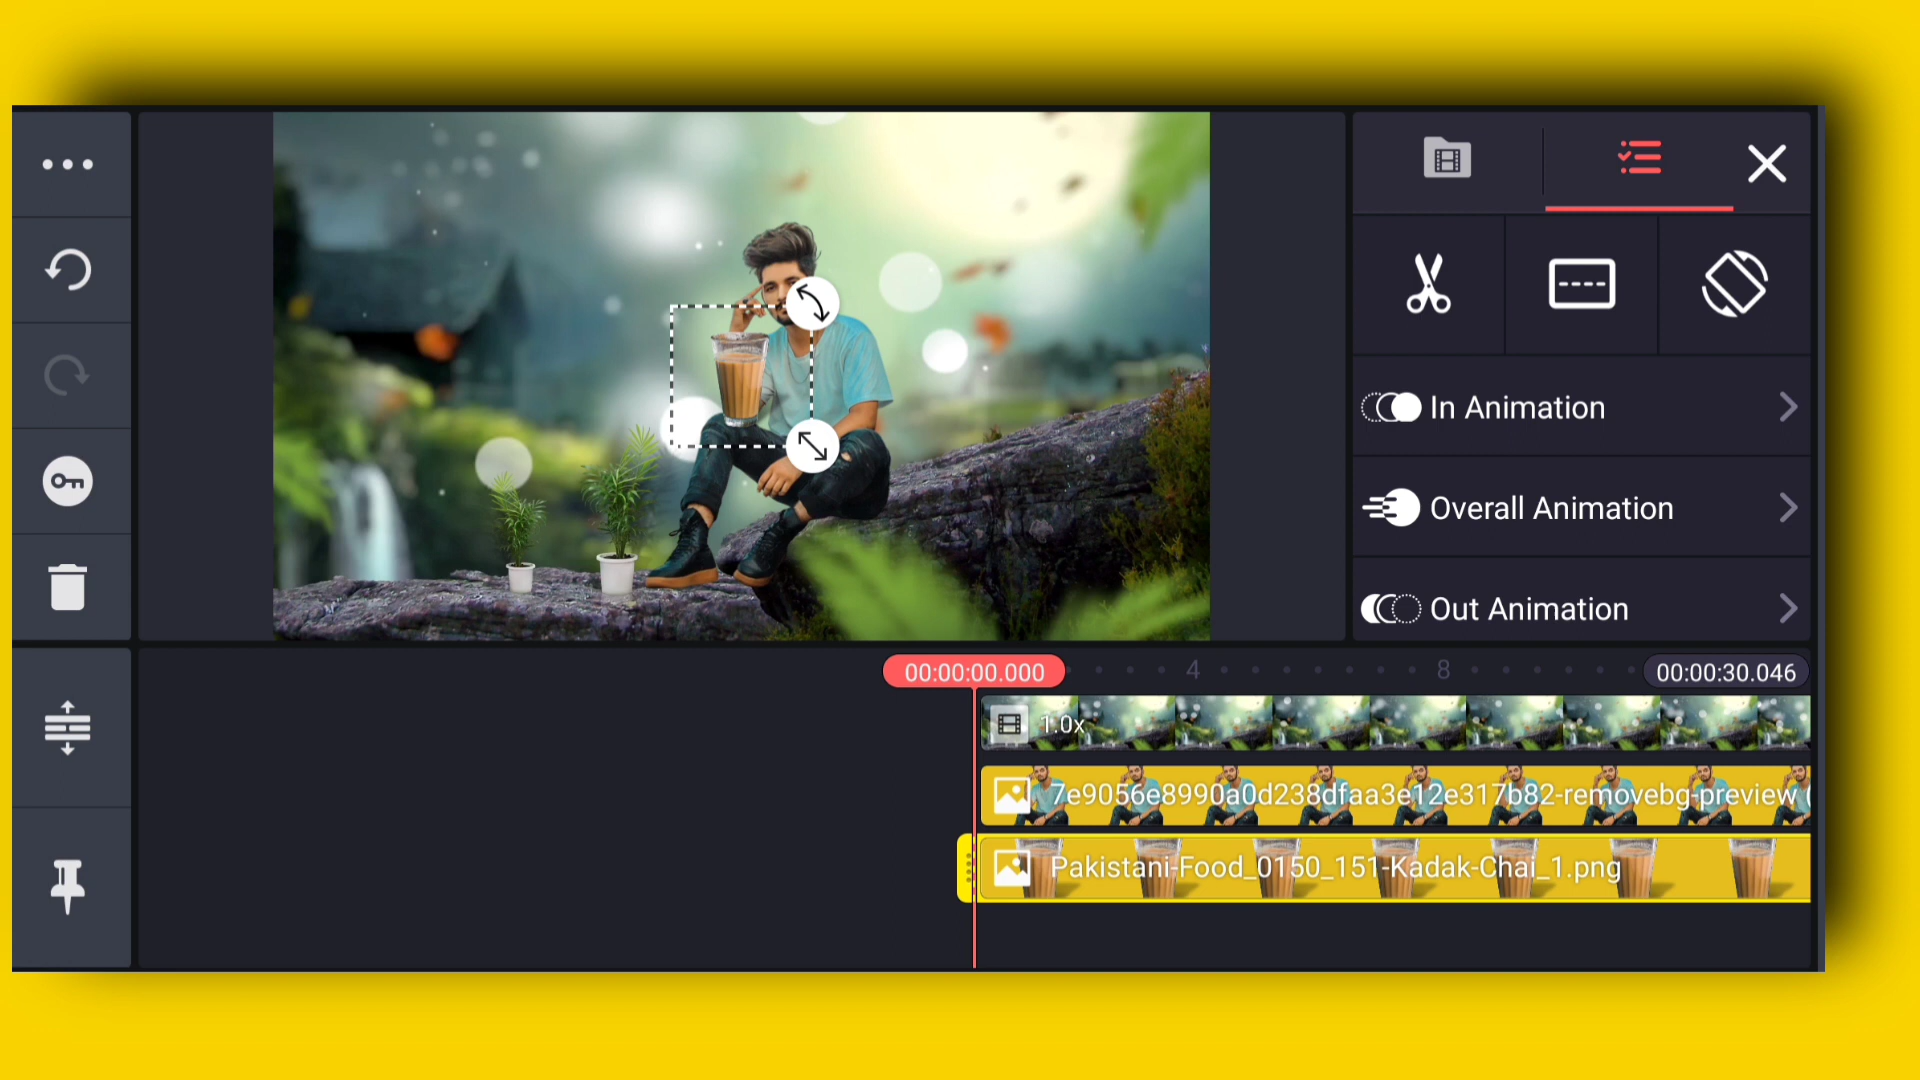 In Animation
Overall Animation
Out Animation
00:00:00.000
4
8
00:00:30.046
1.0x
7e9056e8990a0d238dfaa3e12e317b82-removebg-preview (
Pakistani-Food_0150_151-Kadak-Chai_1.png